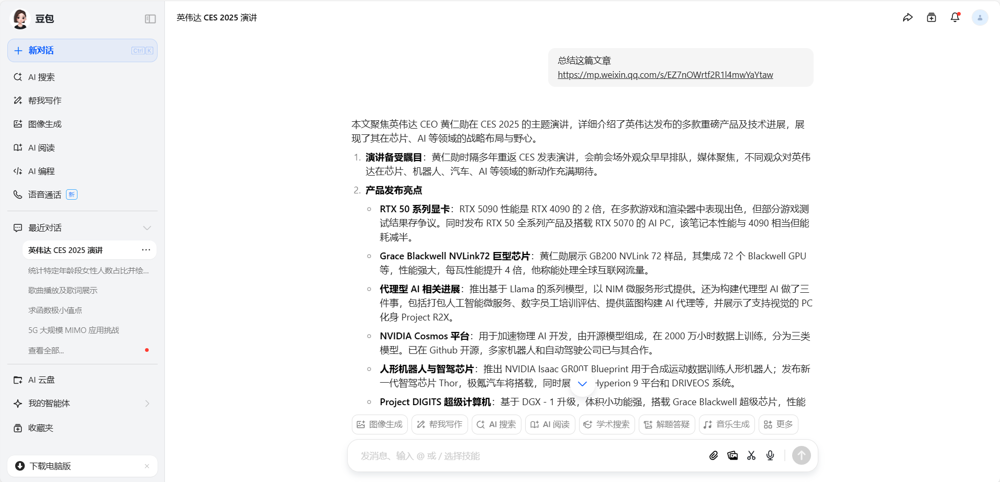 豆包
新对话
Ctrl K
AI 搜索
帮我写作
图像生成
AI 阅读
AI 编程
语音通话 新
最近对话
英伟达 CES 2025 演讲
统计特定年龄段女性人数占比并绘...
歌曲播放及歌词展示
求函数极小值点
5G 大规模 MIMO 应用挑战
查看全部...
AI 云盘
我的智能体
收藏夹
下载电脑版
英伟达 CES 2025 演讲
总结这篇文章
https://mp.weixin.qq.com/s/EZ7nOWrtf2R1l4mwYaYtaw
本文聚焦英伟达 CEO 黄仁勋在 CES 2025 的主题演讲，详细介绍了英伟达发布的多款重磅产品及技术进展，展
现了其在芯片、AI 等领域的战略布局与野心。
1. 演讲备受瞩目：黄仁勋时隔多年重返 CES 发表演讲，会前会场外观众早早排队，媒体聚焦，不同观众对英伟
达在芯片、机器人、汽车、AI 等领域的新动作充满期待。
2. 产品发布亮点
RTX 50 系列显卡：RTX 5090 性能是 RTX 4090 的 2 倍，在多款游戏和渲染器中表现出色，但部分游戏测
试结果存争议。同时发布 RTX 50 全系列产品及搭载 RTX 5070 的 AI PC，该笔记本性能与 4090 相当但能
耗减半。
Grace Blackwell NVLink72 巨型芯片：黄仁勋展示 GB200 NVLink 72 样品，其集成 72 个 Blackwell GPU
等，性能强大，每瓦性能提升 4 倍，他称能处理全球互联网流量。
代理型 AI 相关进展：推出基于 Llama 的系列模型，以 NIM 微服务形式提供。还为构建代理型 AI 做了三
件事，包括打包人工智能微服务、数字员工培训评估、提供蓝图构建 AI 代理等，并展示了支持视觉的 PC
化身 Project R2X。
NVIDIA Cosmos 平台：用于加速物理 AI 开发，由开源模型组成，在 2000 万小时数据上训练，分为三类
模型。已在 Github 开源，多家机器人和自动驾驶公司已与其合作。
人形机器人与智驾芯片：推出 NVIDIA Isaac GR00T Blueprint 用于合成运动数据训练人形机器人；发布新
一代智驾芯片 Thor，极氪汽车将搭载，同时展 Hyperion 9 平台和 DRIVEOS 系统。
Project DIGITS 超级计算机：基于 DGX - 1 升级，体积小功能强，搭载 Grace Blackwell 超级芯片，性能
图像生成 帮我写作 AI 搜索 AI 阅读 学术搜索 解题答疑 音乐生成 更多
发消息、输入 @ 或 / 选择技能